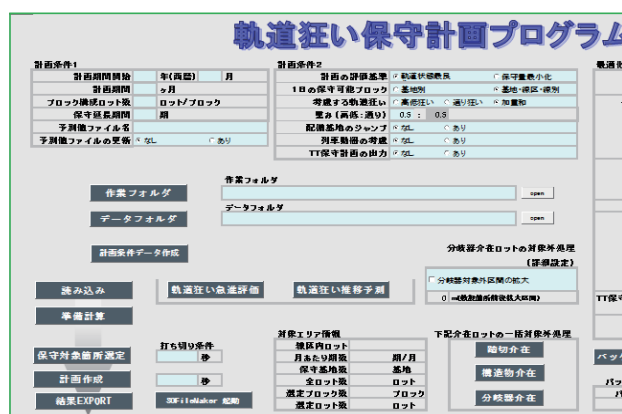 軌道狂い保守計画プログラム
計画条件1
計画期間開始 年(西暦) 月
計画期間 ヶ月
ブロック構成ロット数 ロット/ブロック
保守延長期間 期
予測値ファイル名
予測値ファイルの更新 なし あり
計画条件2
計画の評価基準 軌道状態最良 保守量最小化
1日の保守可能ブロック 基地別 基地・線区・線別
考慮する軌道狂い 高低狂い 通り狂い 加重和
重み(高低:通り) 0.5 : 0.5
配備基地のジャンプ なし あり
列車動揺の考慮 なし あり
TT保守計画の出力 なし あり
作業フォルダ
作業フォルダ open
データフォルダ
データフォルダ open
計画条件データ作成
分岐器介在ロットの対象外処理
(詳細設定)
分岐器対象外区間の拡大
0
読み込み
軌道狂い急進評価
軌道狂い推移予測
準備計算
保守対象箇所選定
打ち切り条件
秒
計画作成
秒
結果EXPORT
対象エリア情報
線区内ロット
月あたり期数 期/月
保守基地数 基地
全ロット数 ロット
選定ブロック数 ブロック
選定ロット数 ロット
下記介在ロットの一括対象外処理
踏切介在
構造物介在
分岐器介在
TT保守